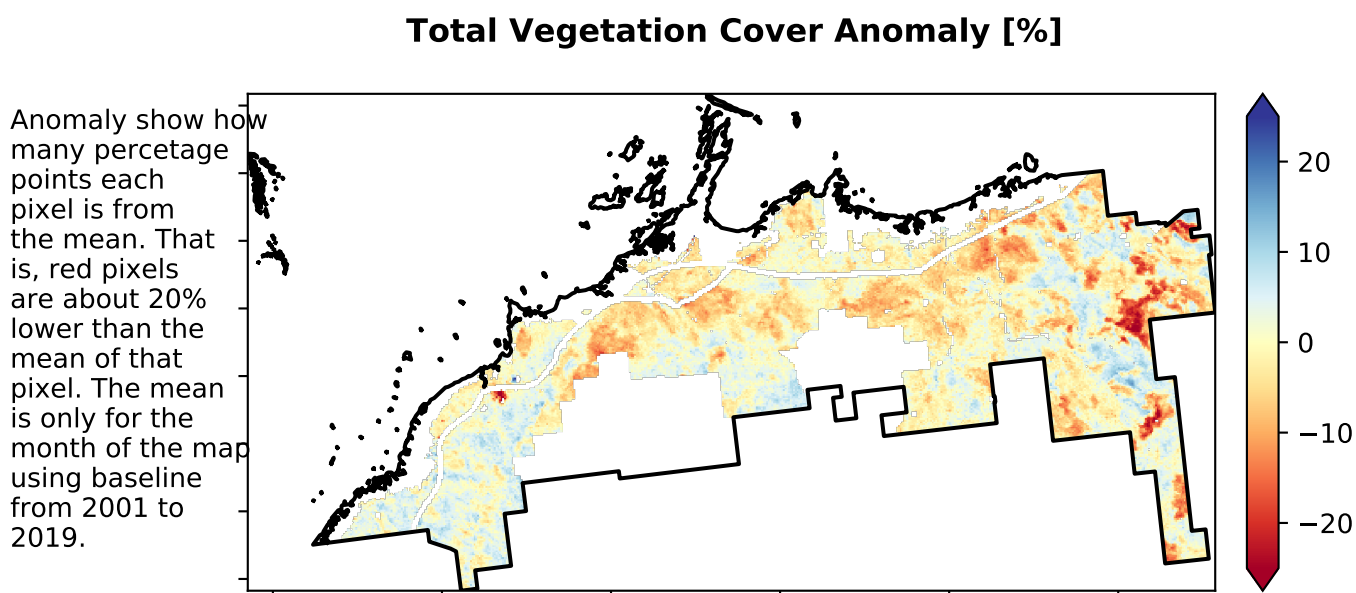 Total Vegetation Cover Anomaly [%]
Anomaly show how
many percetage
points each
pixel is from
the mean. That
is, red pixels
are about 20%
lower than the
mean of that
pixel. The mean
is only for the
month of the map
using baseline
from 2001 to
2019.
20
10
0
−10
−20